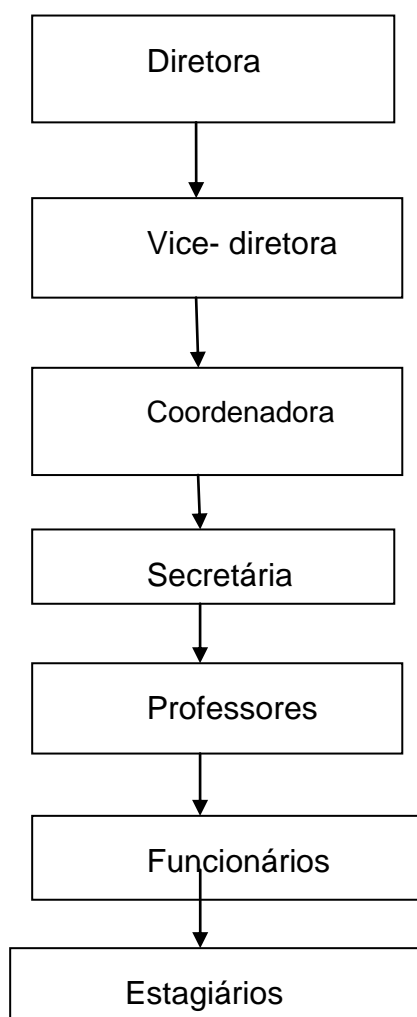 Diretora
Vice- diretora
Coordenadora
Secretária
Professores
Funcionários
Estagiários